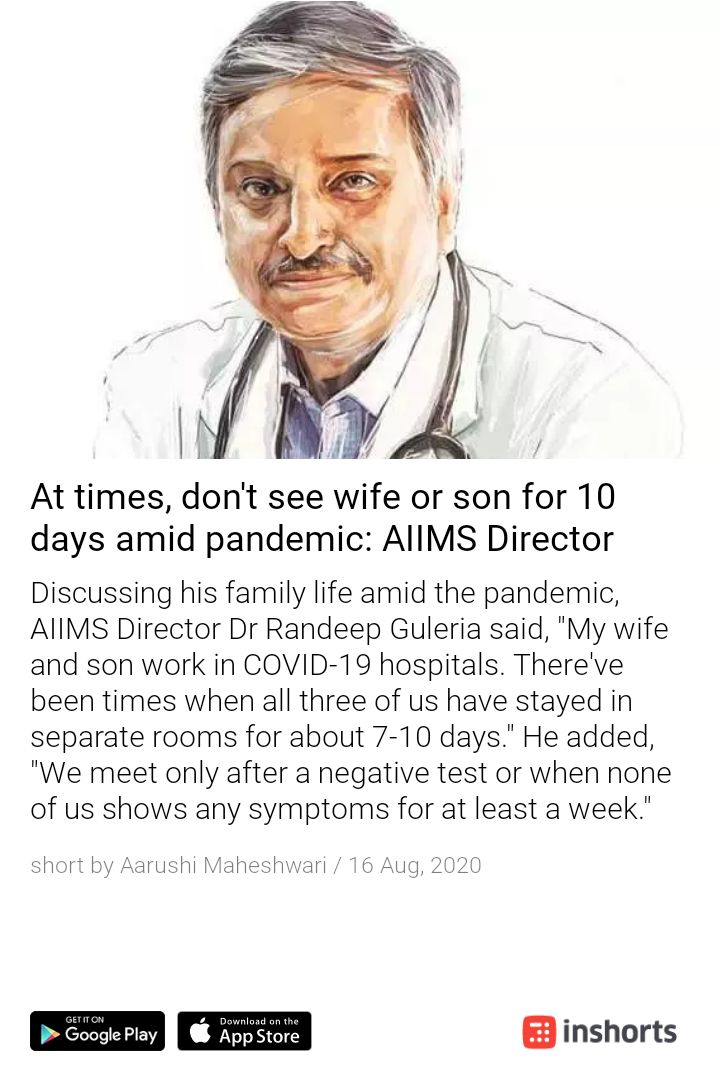 At times, don't see wife or son for 10
days amid pandemic: AIIMS Director
Discussing his family life amid the pandemic,
AIIMS Director Dr Randeep Guleria said, "My wife
and son work in COVID-19 hospitals. There've
been times when all three of us have stayed in
separate rooms for about 7-10 days." He added,
"We meet only after a negative test or when none
of us shows any symptoms for at least a week."
short by Aarushi Maheshwari / 16 Aug, 2020
GET IT ON
Google Play
Download on the
App Store
inshorts